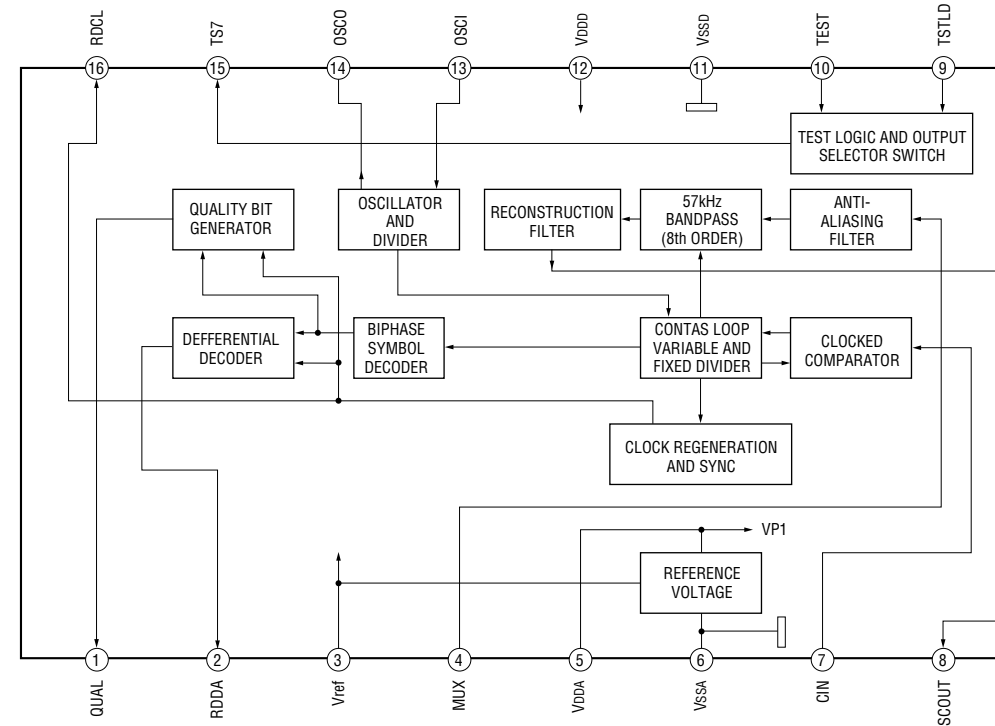 RDCL
TS7
OSCO
OSCI
VDDD
VSSD
TEST
TSTLD
16
15
14
13
12
11
10
9
TEST LOGIC AND OUTPUT
SELECTOR SWITCH
QUALITY BIT
GENERATOR
OSCILLATOR
AND
DIVIDER
RECONSTRUCTION
FILTER
57kHz
BANDPASS
(8th ORDER)
ANTI-
ALIASING
FILTER
DEFFERENTIAL
DECODER
BIPHASE
SYMBOL
DECODER
CONTAS LOOP
VARIABLE AND
FIXED DIVIDER
CLOCKED
COMPARATOR
CLOCK REGENERATION
AND SYNC
VP1
REFERENCE
VOLTAGE
1
2
3
4
5
6
7
8
QUAL
RDDA
Vref
MUX
VDDA
VSSA
CIN
SCOUT